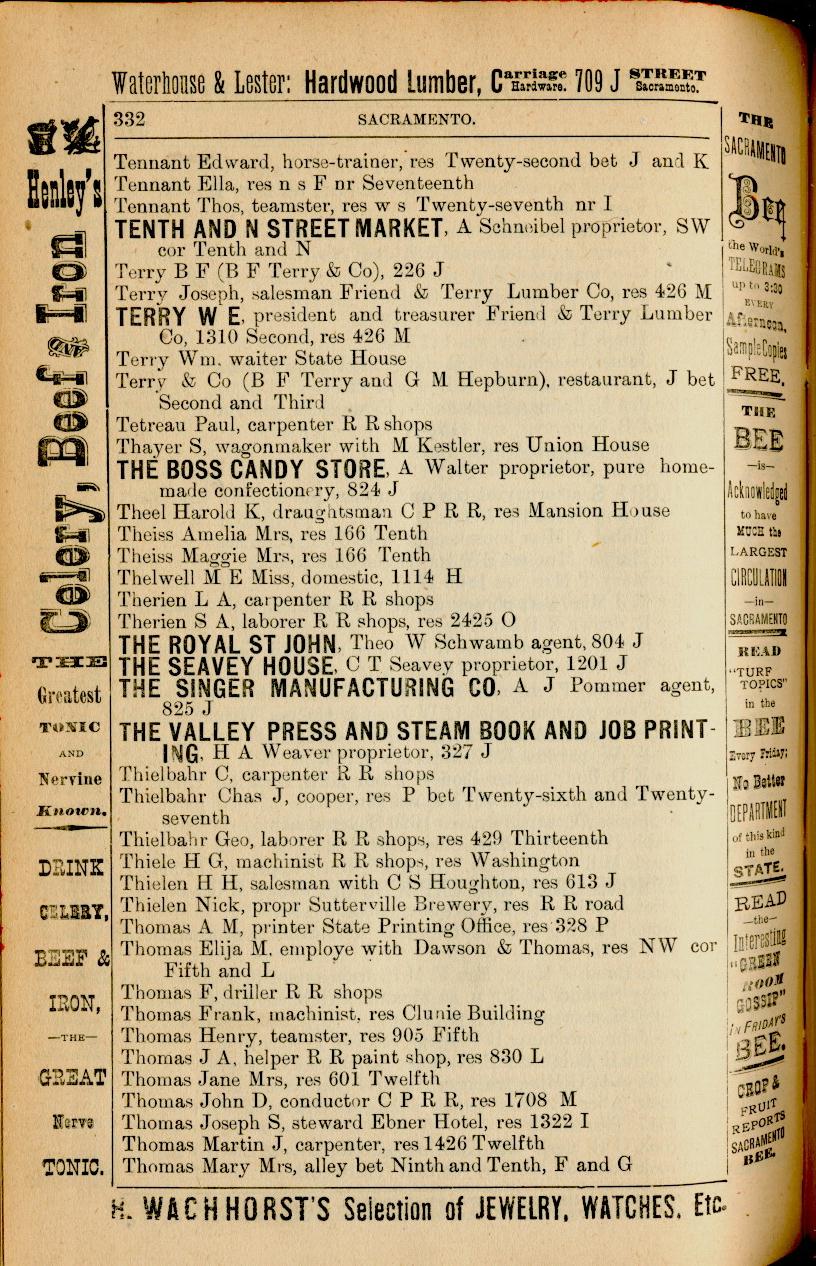 Waterhouse & Lester: Hardwood Lumber, Carriage Hardware. 709 J STREET Sacramento.
332 SACRAMENTO.
Tennant Edward, horse-trainer, res Twenty-second bet J and K
Tennant Ella, res n s F nr Seventeenth
Tennant Thos, teamster, res w s Twenty-seventh nr I
TENTH AND N STREET MARKET, A Schneibel proprietor, SW
cor Tenth and N
Terry B F (B F Terry & Co), 226 J
Terry Joseph, salesman Friend & Terry Lumber Co, res 426 M
TERRY W E, president and treasurer Friend & Terry Lumber
Co, 1310 Second, res 426 M
Terry Wm. waiter State House
Terry & Co (B F Terry and G M Hepburn), restaurant, J bet
Second and Third
Tetreau Paul, carpenter R R shops
Thayer S, wagonmaker with M Kestler, res Union House
THE BOSS CANDY STORE, A Walter proprietor, pure home-
made confectionery, 824 J
Theel Harold K, draughtsman C P R R, res Mansion House
Theiss Amelia Mrs, res 166 Tenth
Theiss Maggie Mrs, res 166 Tenth
Thelwell M E Miss, domestic, 1114 H
Therien L A, carpenter R R shops
Therien S A, laborer R R shops, res 2425 O
THE ROYAL ST JOHN, Theo W Schwamb agent, 804 J
THE SEAVEY HOUSE, C T Seavey proprietor, 1201 J
THE SINGER MANUFACTURING CO, A J Pommer agent,
825 J
THE VALLEY PRESS AND STEAM BOOK AND JOB PRINT-
ING, H A Weaver proprietor, 327 J
Thielbahr C, carpenter R R shops
Thielbahr Chas J, cooper, res P bet Twenty-sixth and Twenty-
seventh
Thielbahr Geo, laborer R R shops, res 429 Thirteenth
Thiele H G, machinist R R shops, res Washington
Thielen H H, salesman with C S Houghton, res 613 J
Thielen Nick, propr Sutterville Brewery, res R R road
Thomas A M, printer State Printing Office, res 328 P
Thomas Elija M, employe with Dawson & Thomas, res NW cor
Fifth and L
Thomas F, driller R R shops
Thomas Frank, machinist, res Clunie Building
Thomas Henry, teamster, res 905 Fifth
Thomas J A, helper R R paint shop, res 830 L
Thomas Jane Mrs, res 601 Twelfth
Thomas John D, conductor C P R R, res 1708 M
Thomas Joseph S, steward Ebner Hotel, res 1322 I
Thomas Martin J, carpenter, res 1426 Twelfth
Thomas Mary Mrs, alley bet Ninth and Tenth, F and G
H. WACHHORST'S Selection of JEWELRY, WATCHES, Etc.
Henley's
Celery, Beef and Iron
THE
Greatest
TONIC
AND
Nervine
Known.
DRINK
CELERY,
BEEF &
IRON,
—THE—
GREAT
Nerve
TONIC.
THE
SACRAMENTO
Bee
the World's
TELEGRAMS
up to 3:30
EVERY
Afternoon,
Sample Copies
FREE.
THE
BEE
—is—
Acknowledged
to have
MUCH the
LARGEST
CIRCULATION
—in—
SACRAMENTO
READ
"TURF
TOPICS"
in the
BEE
Every Friday;
No Better
DEPARTMENT
of this kind
in the
STATE.
READ
—the—
Interesting
"GREEN
ROOM
GOSSIP"
in FRIDAY'S
BEE.
CROP &
FRUIT
REPORTS
SACRAMENTO
BEE.